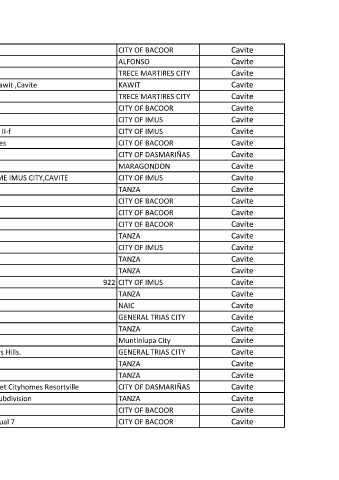 CITY OF BACOOR Cavite
ALFONSO Cavite
TRECE MARTIRES CITY Cavite
awit ,Cavite KAWIT Cavite
TRECE MARTIRES CITY Cavite
CITY OF BACOOR Cavite
CITY OF IMUS Cavite
II-f CITY OF IMUS Cavite
es CITY OF BACOOR Cavite
CITY OF DASMARIÑAS Cavite
MARAGONDON Cavite
ME IMUS CITY,CAVITE CITY OF IMUS Cavite
TANZA Cavite
CITY OF BACOOR Cavite
CITY OF BACOOR Cavite
CITY OF BACOOR Cavite
TANZA Cavite
CITY OF IMUS Cavite
TANZA Cavite
TANZA Cavite
922 CITY OF IMUS Cavite
TANZA Cavite
NAIC Cavite
GENERAL TRIAS CITY Cavite
TANZA Cavite
Muntinlupa City Cavite
s Hills. GENERAL TRIAS CITY Cavite
TANZA Cavite
TANZA Cavite
et Cityhomes Resortville CITY OF DASMARIÑAS Cavite
ubdivision TANZA Cavite
CITY OF BACOOR Cavite
ual 7 CITY OF BACOOR Cavite